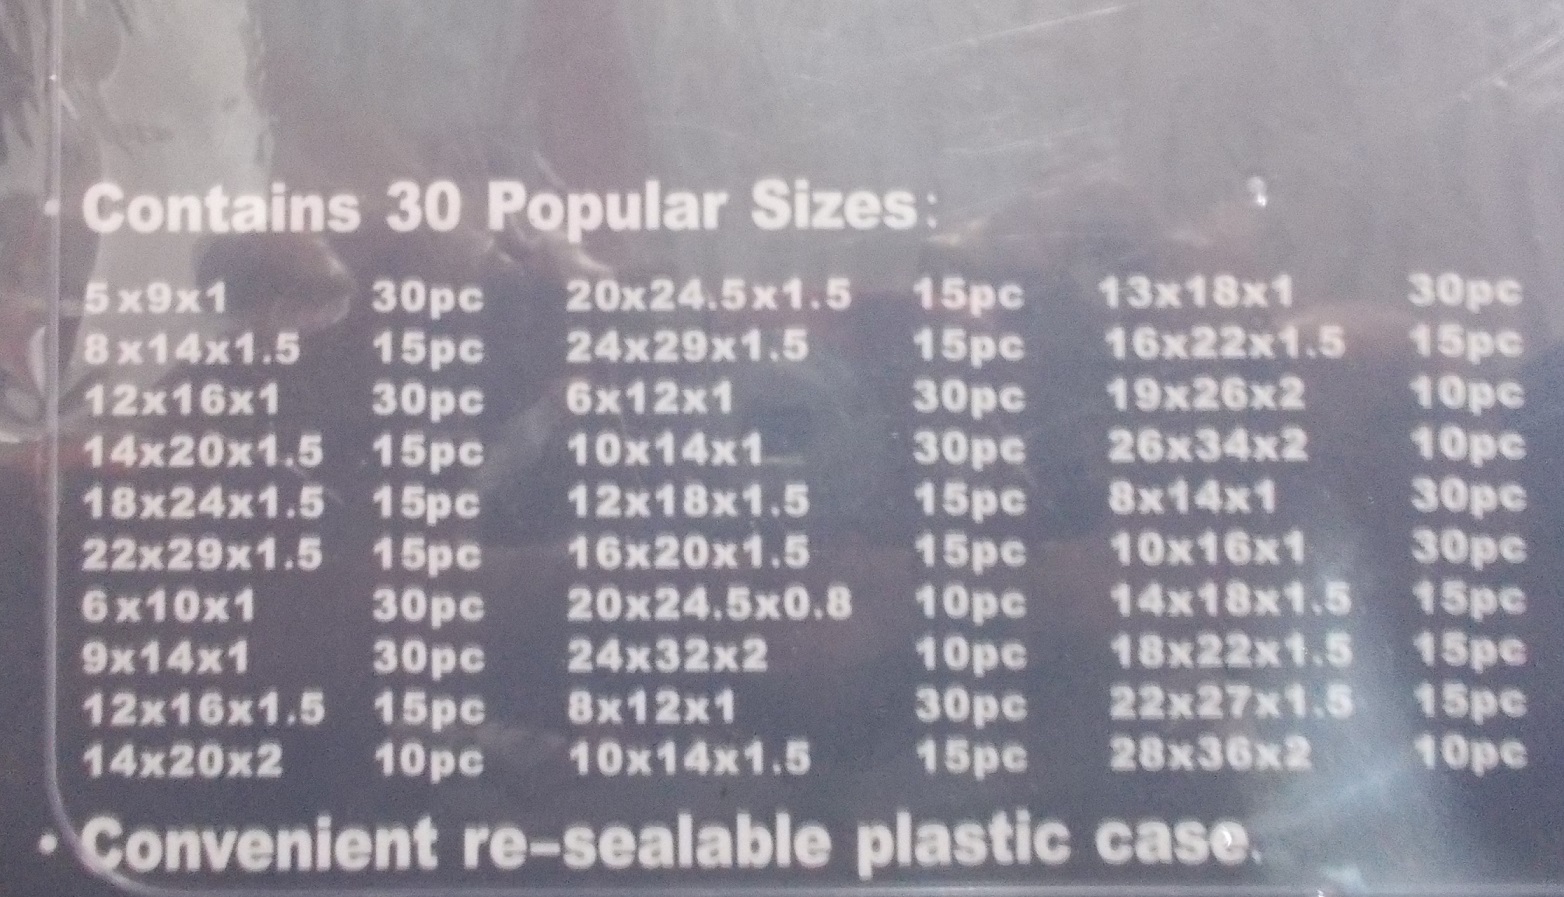 · Contains 30 Popular Sizes:
5x9x1 30pc 20x24.5x1.5 15pc 13x18x1 30pc
8x14x1.5 15pc 24x29x1.5 15pc 16x22x1.5 15pc
12x16x1 30pc 6x12x1 30pc 19x26x2 10pc
14x20x1.5 15pc 10x14x1 30pc 26x34x2 10pc
18x24x1.5 15pc 12x18x1.5 15pc 8x14x1 30pc
22x29x1.5 15pc 16x20x1.5 15pc 10x16x1 30pc
6x10x1 30pc 20x24.5x0.8 10pc 14x18x1.5 15pc
9x14x1 30pc 24x32x2 10pc 18x22x1.5 15pc
12x16x1.5 15pc 8x12x1 30pc 22x27x1.5 15pc
14x20x2 10pc 10x14x1.5 15pc 28x36x2 10pc
· Convenient re-sealable plastic case.